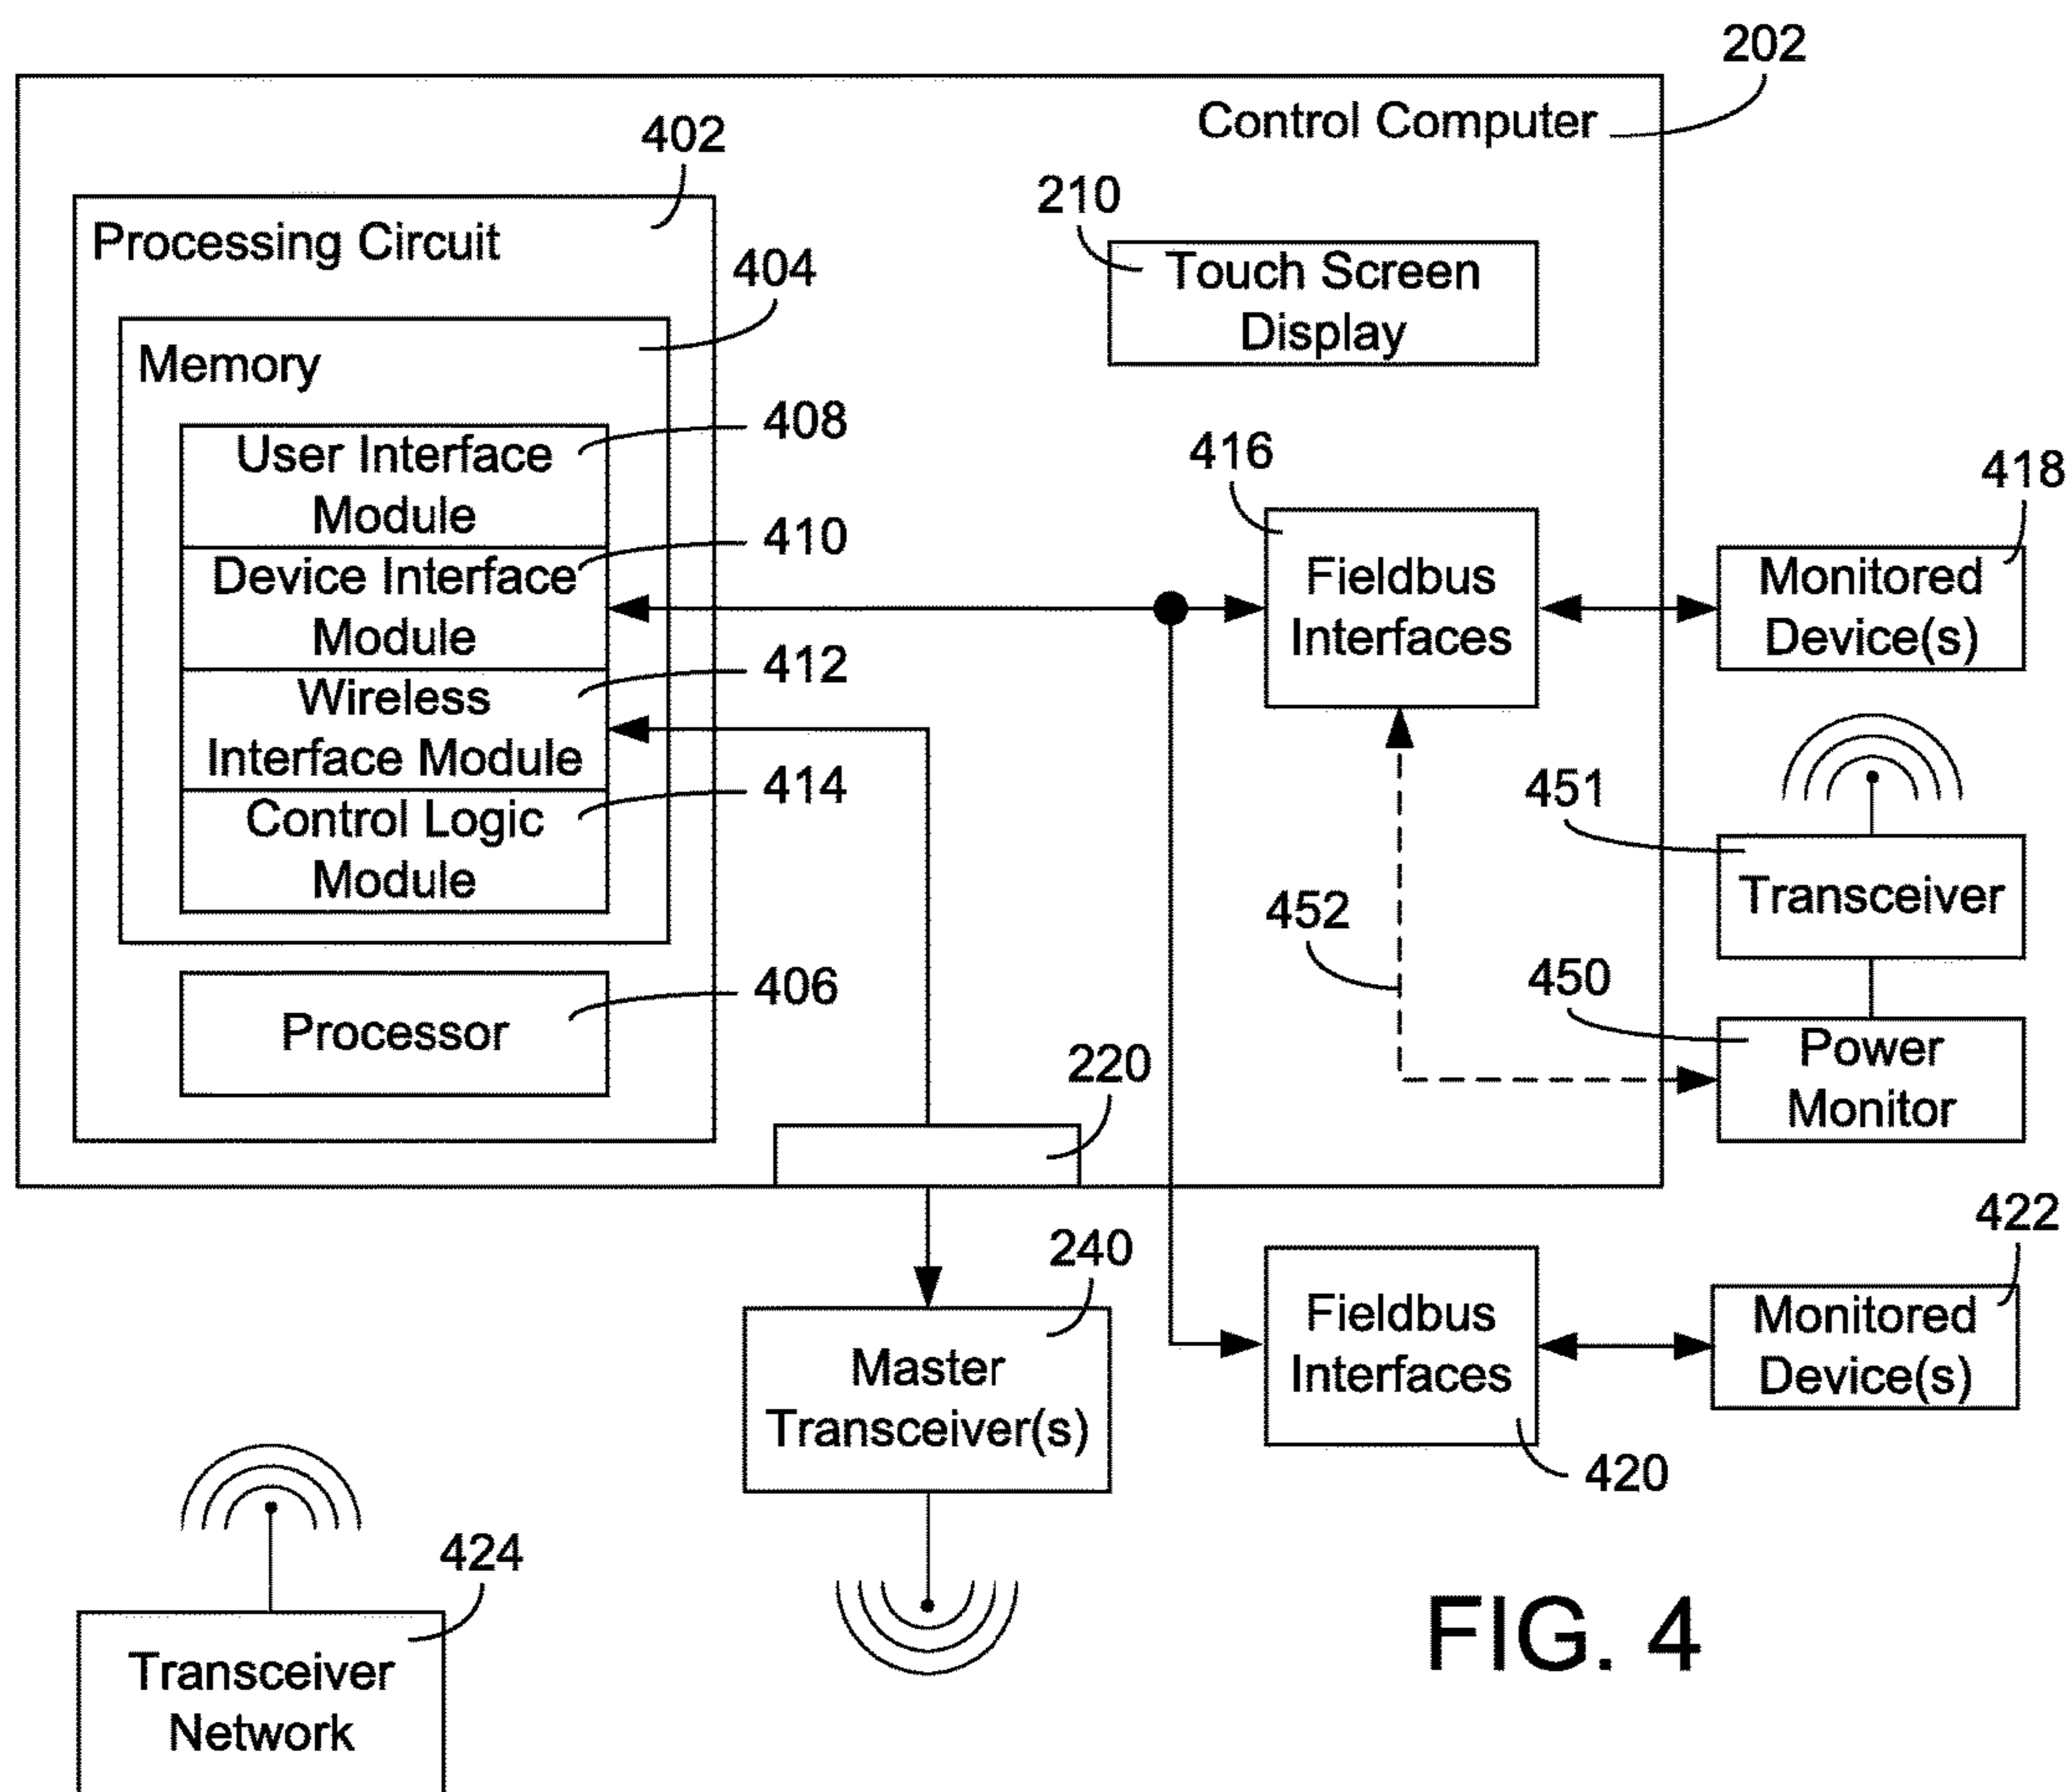 202
Control Computer
402
Processing Circuit
210
Touch Screen
Display
404
Memory
408
User Interface
Module
410
Device Interface
Module
412
Wireless
Interface Module
414
Control Logic
Module
406
Processor
416
Fieldbus
Interfaces
418
Monitored
Device(s)
451
Transceiver
452
450
Power
Monitor
220
240
Master
Transceiver(s)
Fieldbus
Interfaces
420
422
Monitored
Device(s)
424
Transceiver
Network
FIG. 4